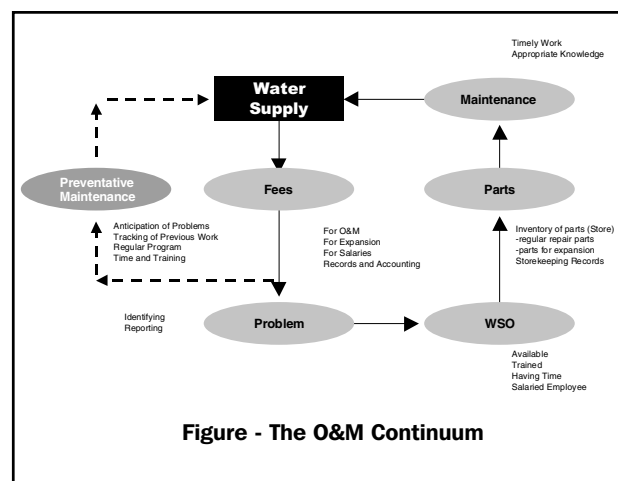 Timely Work
Appropriate Knowledge
Water
Supply
Maintenance
Preventative
Maintenance
Fees
Parts
Anticipation of Problems
Tracking of Previous Work
Regular Program
Time and Training
For O&M
For Expansion
For Salaries
Records and Accounting
Inventory of parts (Store)
-regular repair parts
-parts for expansion
Storekeeping Records
Identifying
Reporting
Problem
WSO
Available
Trained
Having Time
Salaried Employee
Figure - The O&M Continuum